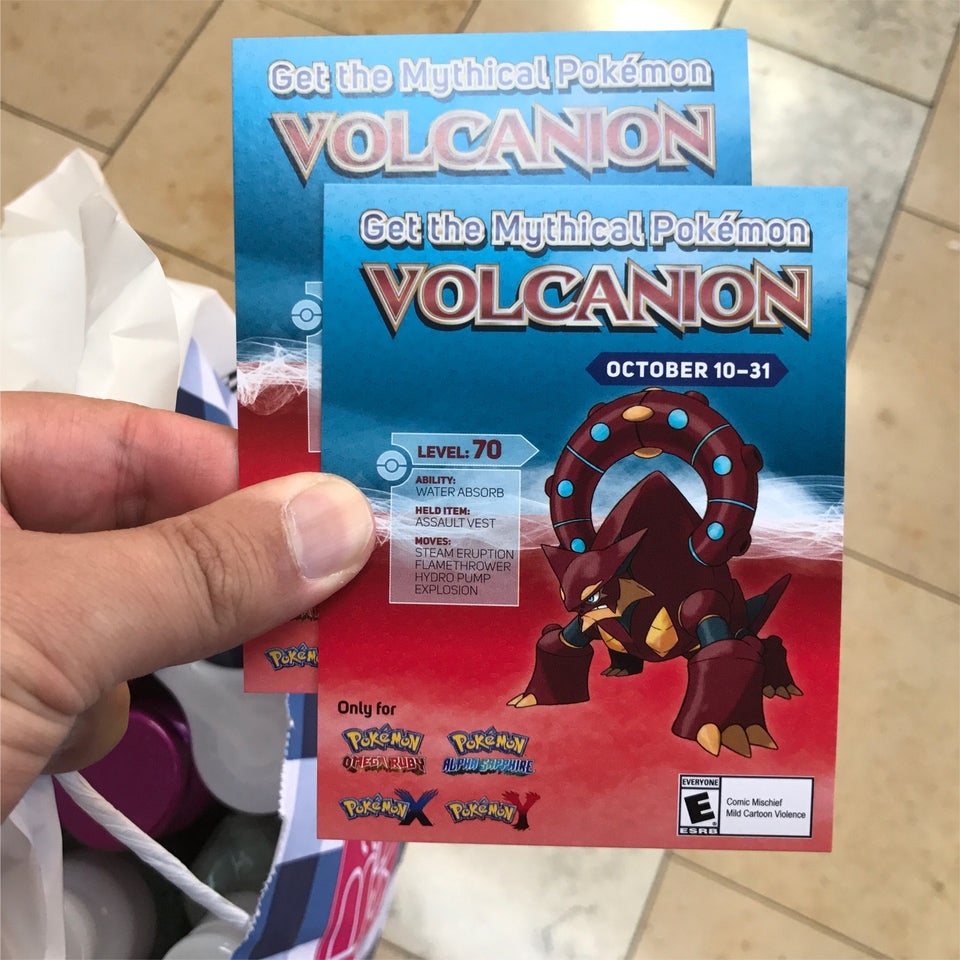 Get the Mythical Pokémon
VOLCANION
Get the Mythical Pokémon
VOLCANION
OCTOBER 10-31
LEVEL: 70
ABILITY:
WATER ABSORB
HELD ITEM:
ASSAULT VEST
MOVES:
STEAM ERUPTION
FLAMETHROWER
HYDRO PUMP
EXPLOSION
Only for
POKéMON POKéMON
OMEGA RUBY ALPHA SAPPHIRE
POKéMON X POKéMON Y
EVERYONE
E
ESRB
Comic Mischief
Mild Cartoon Violence